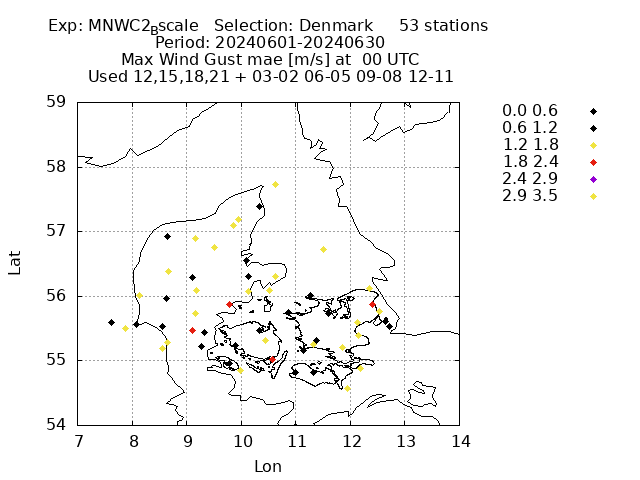 Exp: MNWC2Bscale   Selection: Denmark     53 stations
Period: 20240601-20240630
Max Wind Gust mae [m/s] at  00 UTC
Used 12,15,18,21 + 03-02 06-05 09-08 12-11
0.0 0.6
0.6 1.2
1.2 1.8
1.8 2.4
2.4 2.9
2.9 3.5
59
58
57
56
55
54
Lat
7 8 9 10 11 12 13 14
Lon